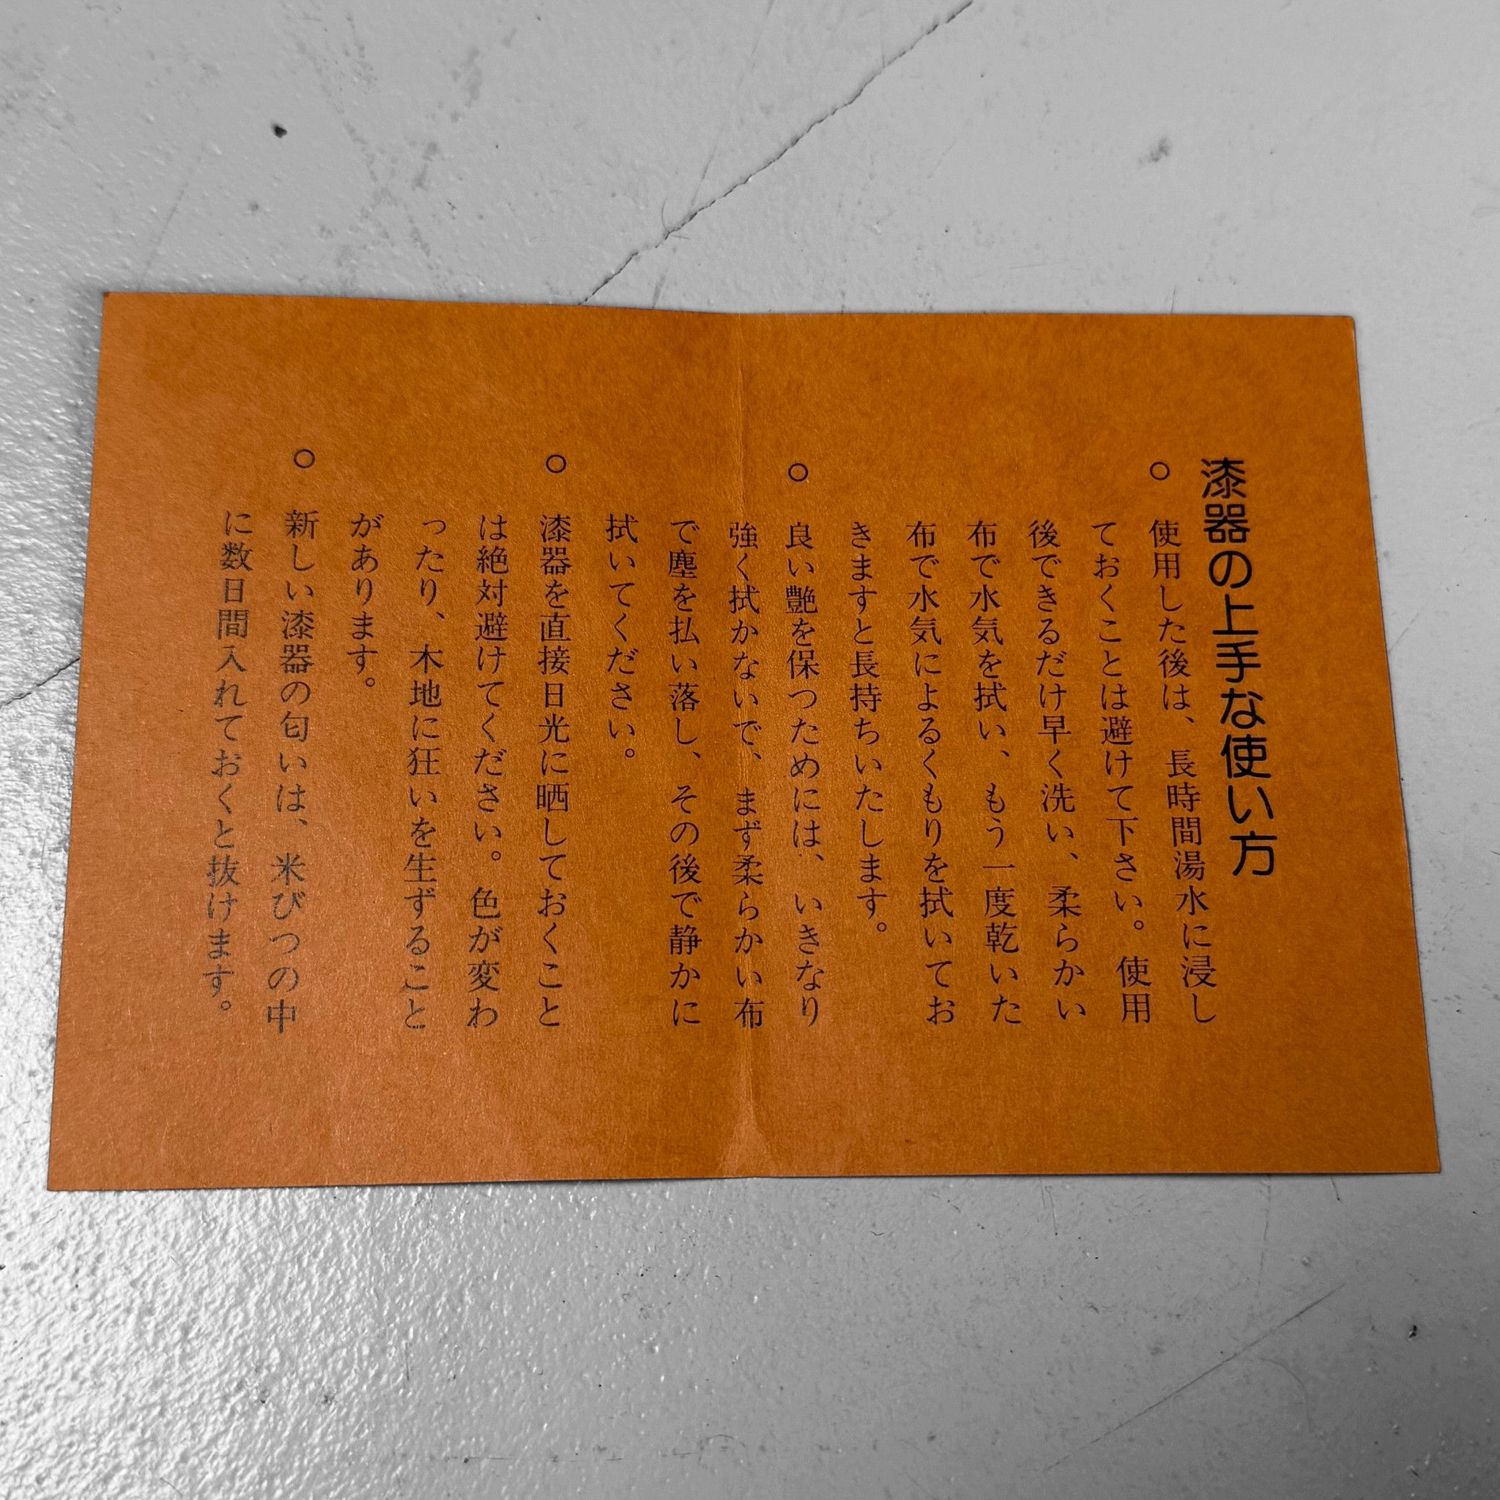 漆器の上手な使い方
○ 使用した後は、長時間湯水に浸し
ておくことは避けて下さい。使用
後できるだけ早く洗い、柔らかい
布で水気を拭い、もう一度乾いた
布で水気によるくもりを拭いてお
きますと長持ちいたします。
○ 良い艶を保つためには、いきなり
強く拭かないで、まず柔らかい布
で塵を払い落し、その後で静かに
拭いてください。
○ 漆器を直接日光に晒しておくこと
は絶対避けてください。色が変わ
ったり、木地に狂いを生ずること
があります。
○ 新しい漆器の匂いは、米びつの中
に数日間入れておくと抜けます。